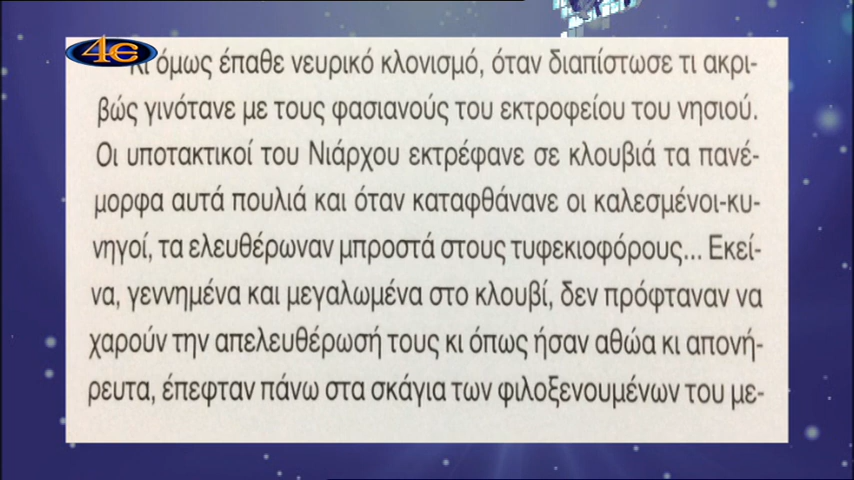 4ε
Κι όμως έπαθε νευρικό κλονισμό, όταν διαπίστωσε τι ακρι-
βώς γινότανε με τους φασιανούς του εκτροφείου του νησιού.
Οι υποτακτικοί του Νιάρχου εκτρέφανε σε κλουβιά τα πανέ-
μορφα αυτά πουλιά και όταν καταφθάνανε οι καλεσμένοι-κυ-
νηγοί, τα ελευθέρωναν μπροστά στους τυφεκιοφόρους... Εκεί-
να, γεννημένα και μεγαλωμένα στο κλουβί, δεν πρόφταναν να
χαρούν την απελευθέρωσή τους κι όπως ήσαν αθώα κι απονή-
ρευτα, έπεφταν πάνω στα σκάγια των φιλοξενουμένων του με-